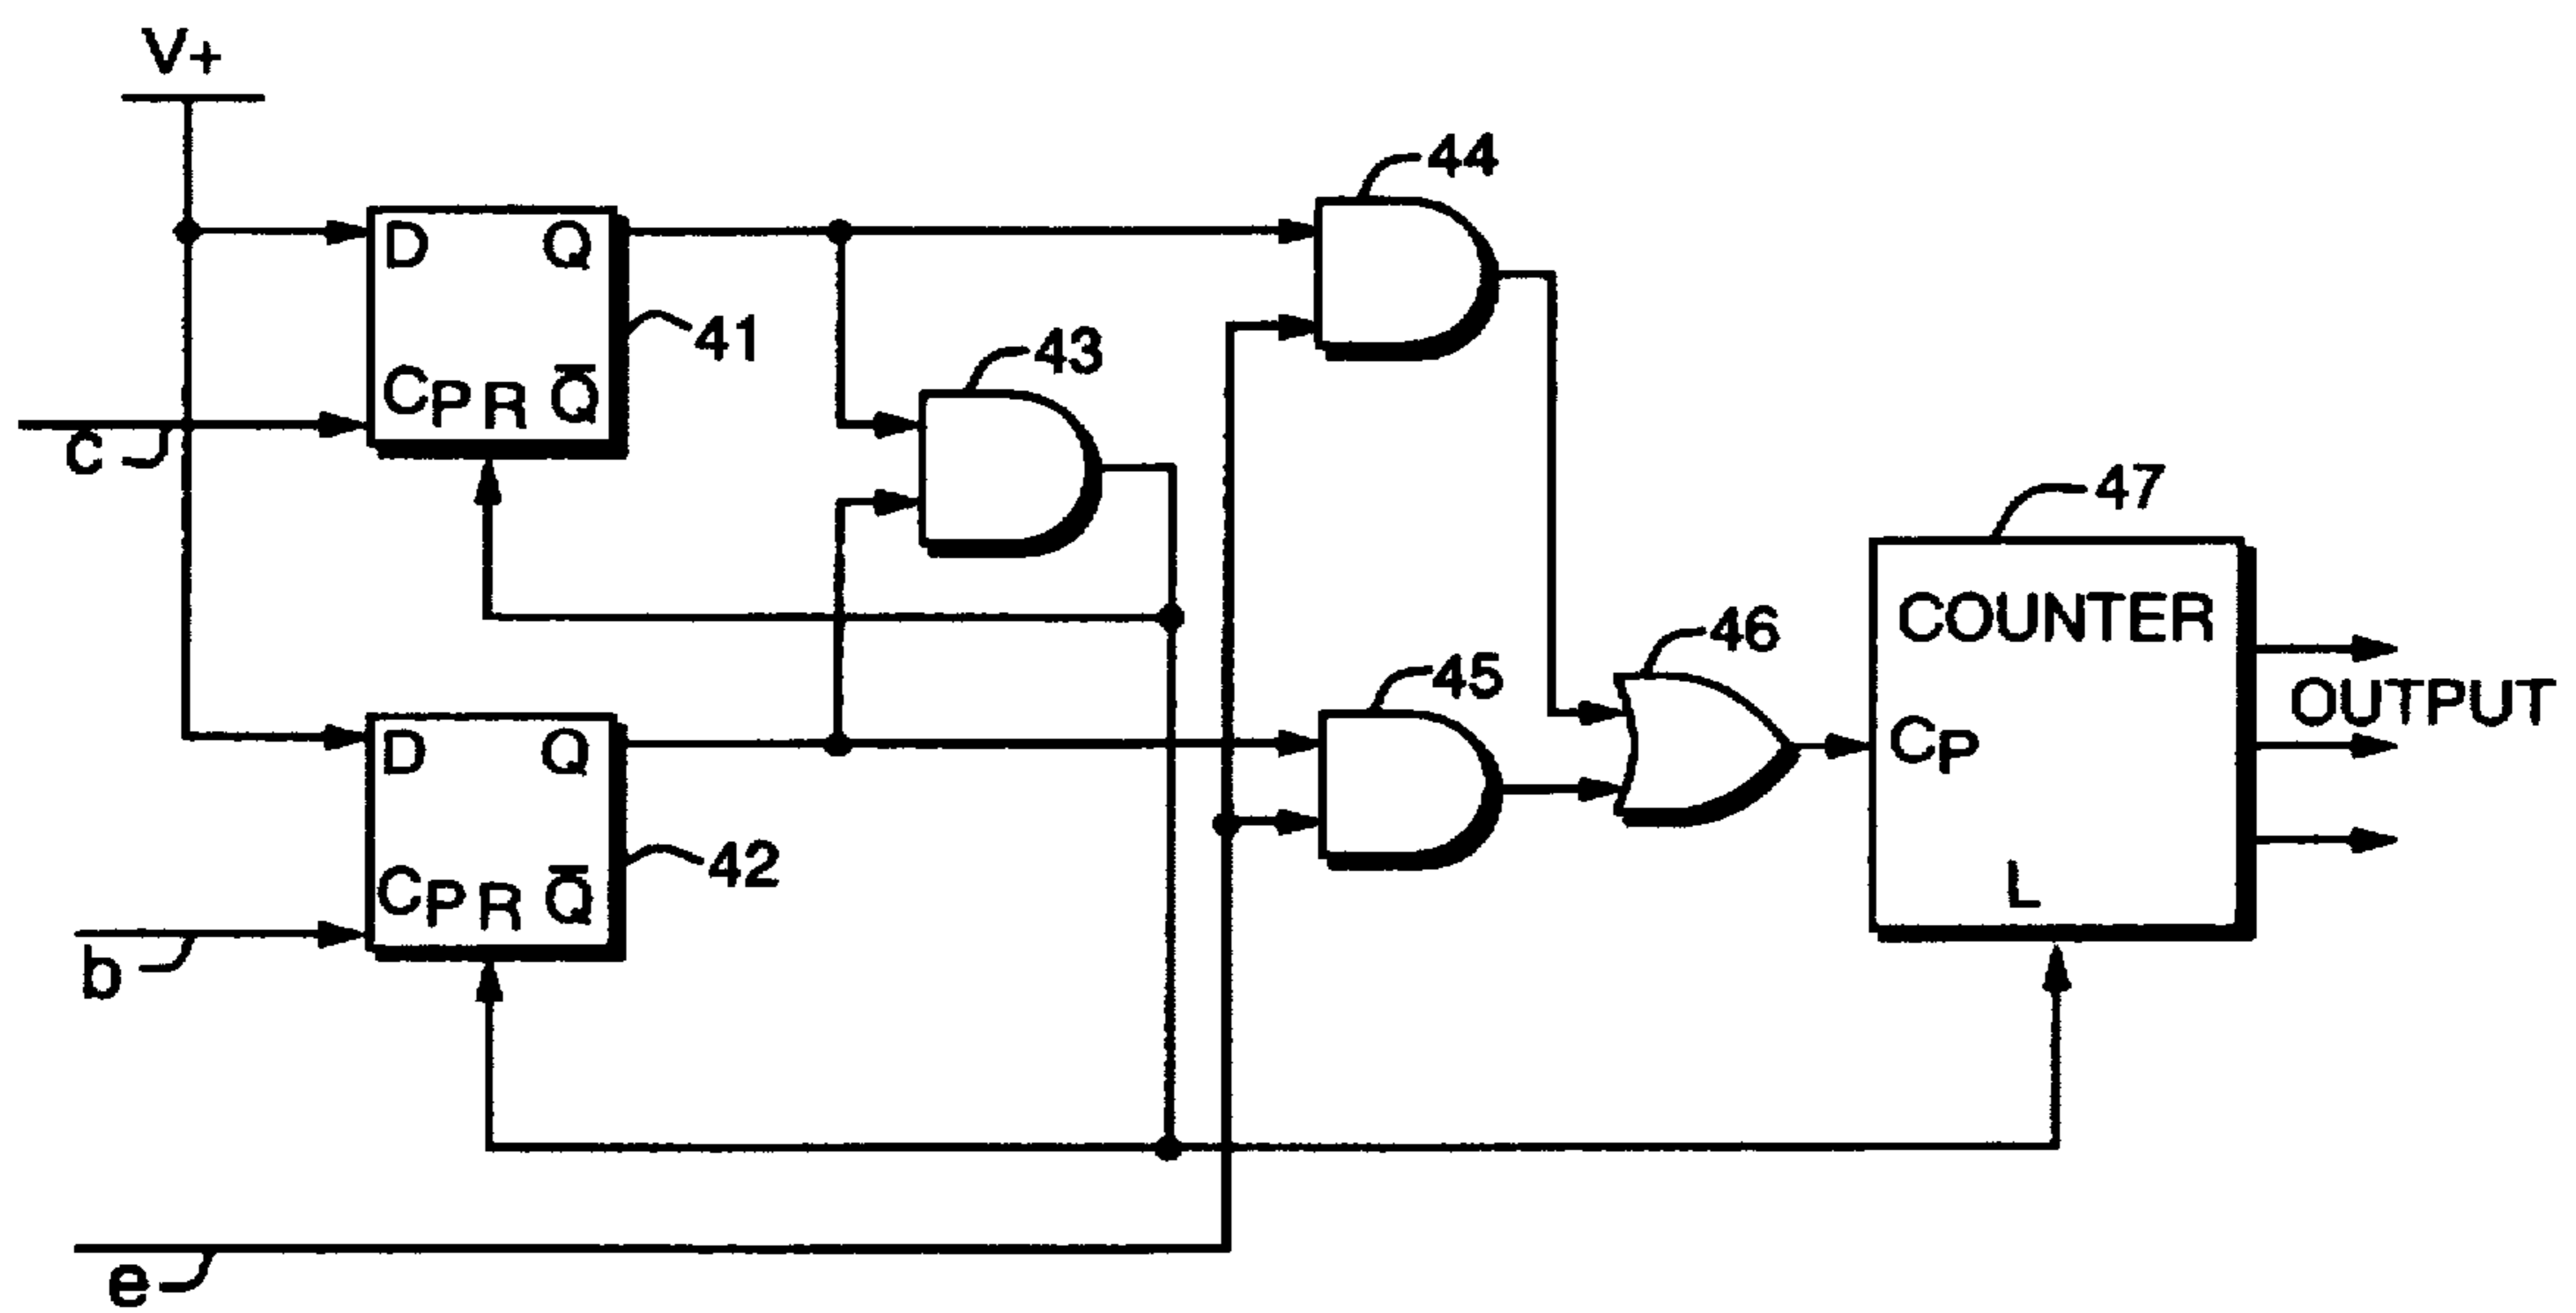 V+
44
D Q
41
43
CP R Q̅
c
47
COUNTER
46
45
OUTPUT
D Q
CP
42
L
CP R Q̅
b
e